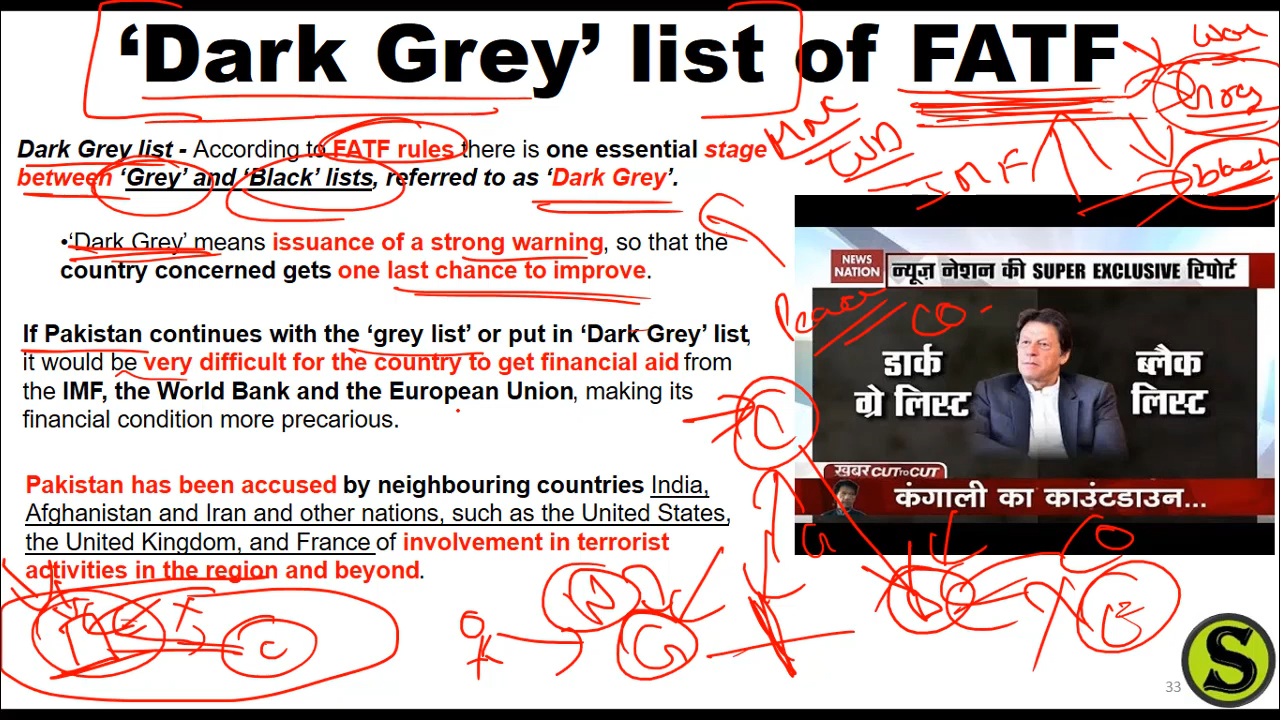 ‘Dark Grey’ list of FATF
Dark Grey list - According to FATF rules there is one essential stage
between ‘Grey’ and ‘Black’ lists, referred to as ‘Dark Grey’.
•‘Dark Grey’ means issuance of a strong warning, so that the
country concerned gets one last chance to improve.
If Pakistan continues with the ‘grey list’ or put in ‘Dark Grey’ list,
it would be very difficult for the country to get financial aid from
the IMF, the World Bank and the European Union, making its
financial condition more precarious.
Pakistan has been accused by neighbouring countries India,
Afghanistan and Iran and other nations, such as the United States,
the United Kingdom, and France of involvement in terrorist
activities in the region and beyond.
MNC
WB
IMF
black
NEWS
NATION
न्यूज़ नेशन की SUPER EXCLUSIVE रिपोर्ट
डार्क
ग्रे लिस्ट
ब्लैक
लिस्ट
ख़बर CUT TO CUT
कंगाली का काउंटडाउन...
C
N
G
C
G
B
33
S